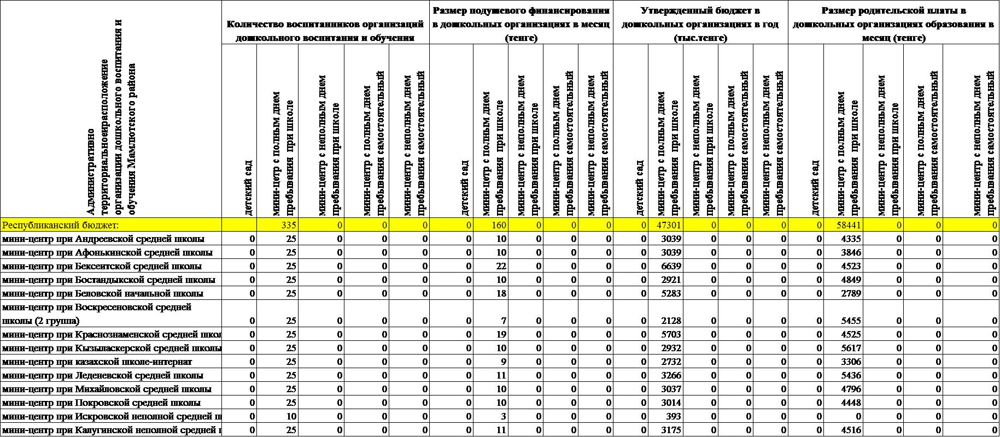 Административно
территориальноеирасположение
организации дошкольного воспитания и
обучения Мамлютского района
Количество воспитанников организаций
дошкольного воспитания и обучения
Размер подушевого финансирования
в дошкольных организациях в месяц
(тенге)
Утвержденный бюджет в
дошкольных организациях в год
(тыс.тенге)
Размер родительской платы в
дошкольных организациях образования в
месяц (тенге)
детский сад
мини-цетр с полным днем
пребывания при школе
мини-центр с неполным днем
пребывания при школе
мини-центр с полным днем
пребывания самостоятельный
мини-центр с неполным днем
пребывания самостоятельный
детский сад
мини-цетр с полным днем
пребывания при школе
мини-центр с неполным днем
пребывания при школе
мини-центр с полным днем
пребывания самостоятельный
мини-центр с неполным днем
пребывания самостоятельный
детский сад
мини-цетр с полным днем
пребывания при школе
мини-центр с неполным днем
пребывания при школе
мини-центр с полным днем
пребывания самостоятельный
мини-центр с неполным днем
пребывания самостоятельный
детский сад
мини-цетр с полным днем
пребывания при школе
мини-центр с неполным днем
пребывания при школе
мини-центр с полным днем
пребывания самостоятельный
мини-центр с неполным днем
пребывания самостоятельный
Республиканский бюджет: 335 0 0 0 0 160 0 0 0 0 47301 0 0 0 0 58441 0 0 0
мини-центр при Андреевской средней школы 0 25 0 0 0 0 10 0 0 0 0 3039 0 0 0 0 4335 0 0 0
мини-центр при Афонькинской средней школы 0 25 0 0 0 0 10 0 0 0 0 3039 0 0 0 0 3846 0 0 0
мини-центр при Бексеитской средней школы 0 25 0 0 0 0 22 0 0 0 0 6639 0 0 0 0 4523 0 0 0
мини-центр при Бостандыкской средней школы 0 25 0 0 0 0 10 0 0 0 0 2921 0 0 0 0 4849 0 0 0
мини-центр при Беловской начальной школы 0 25 0 0 0 0 18 0 0 0 0 5283 0 0 0 0 2789 0 0 0
мини-центр при Воскресеновской средней
школы (2 группа) 0 25 0 0 0 0 7 0 0 0 0 2128 0 0 0 0 5455 0 0 0
мини-центр при Краснознаменской средней школ 0 25 0 0 0 0 19 0 0 0 0 5703 0 0 0 0 4525 0 0 0
мини-центр при Кызыласкерской средней школы 0 25 0 0 0 0 10 0 0 0 0 2932 0 0 0 0 5617 0 0 0
мини-центр при казахской школе-интернат 0 25 0 0 0 0 9 0 0 0 0 2732 0 0 0 0 3306 0 0 0
мини-центр при Леденевской средней школы 0 25 0 0 0 0 11 0 0 0 0 3266 0 0 0 0 5436 0 0 0
мини-центр при Михайловской средней школы 0 25 0 0 0 0 10 0 0 0 0 3037 0 0 0 0 4796 0 0 0
мини-центр при Покровской средней школы 0 25 0 0 0 0 10 0 0 0 0 3014 0 0 0 0 4448 0 0 0
мини-центр при Искровской неполной средней 0 10 0 0 0 0 3 0 0 0 0 393 0 0 0 0 0 0 0 0
мини-центр при Калугинской неполной средней 0 25 0 0 0 0 11 0 0 0 0 3175 0 0 0 0 4516 0 0 0